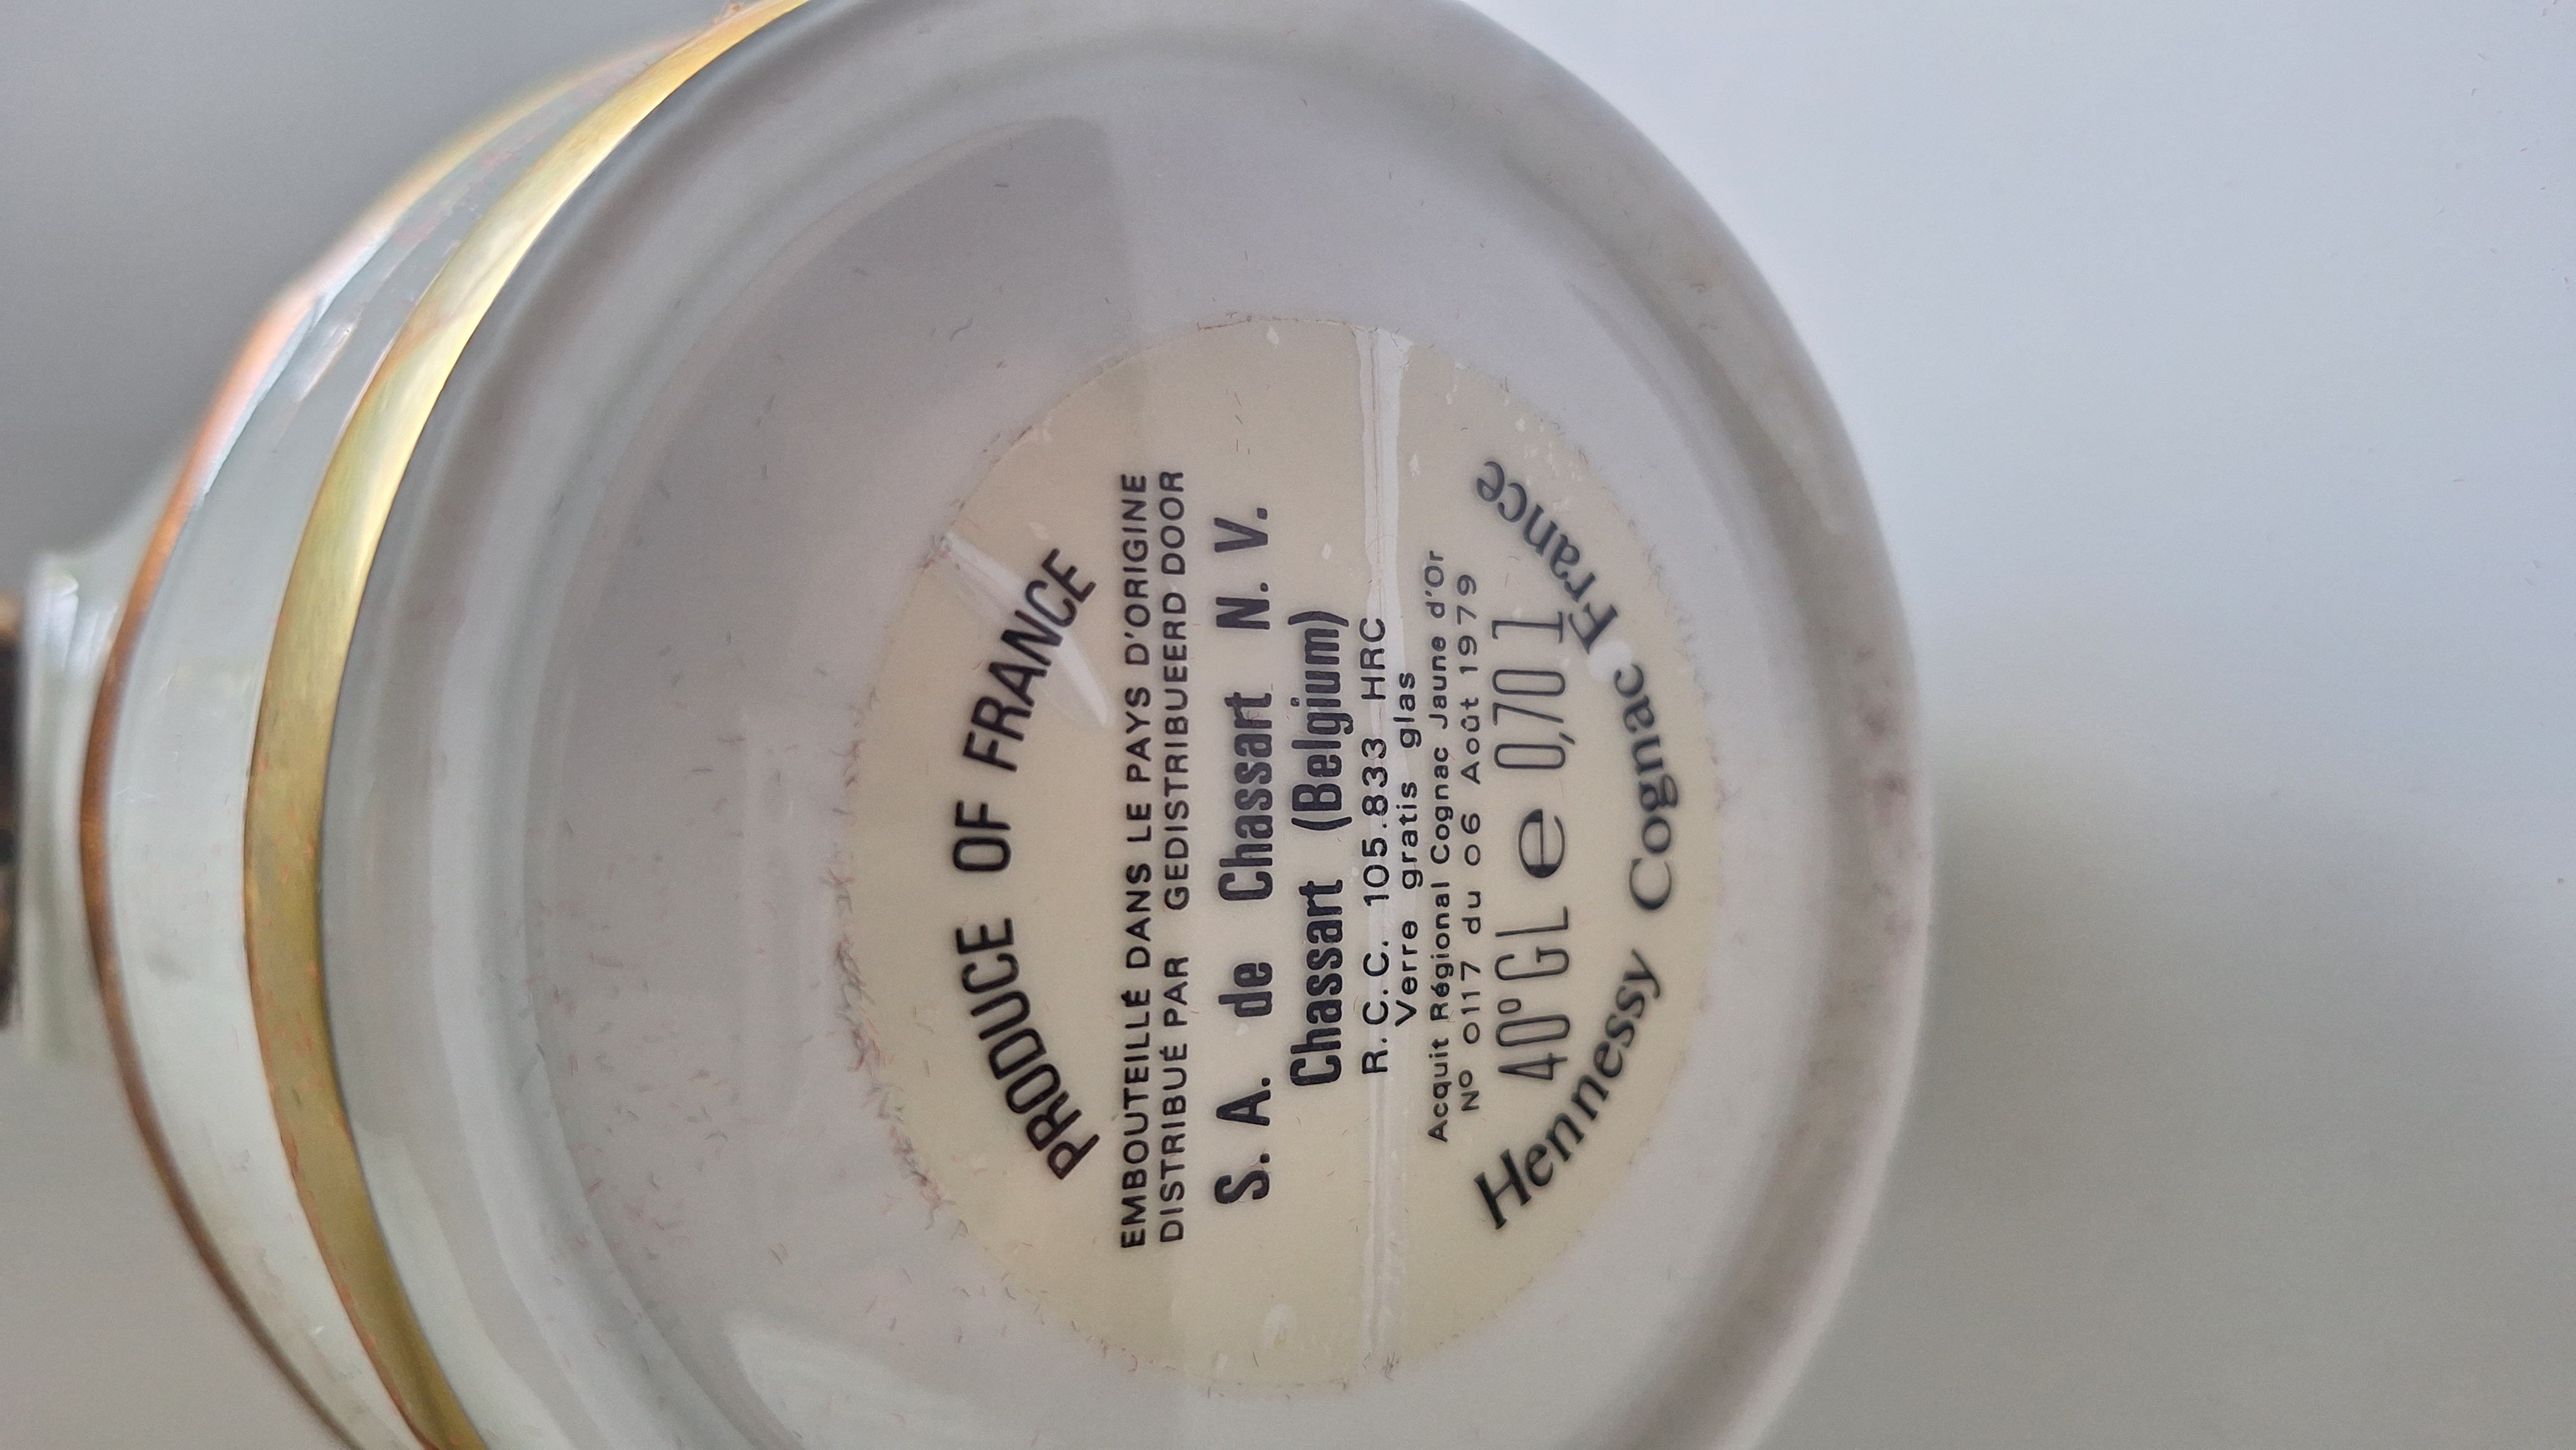 PRODUCE OF FRANCE
EMBOUTEILLÉ DANS LE PAYS D'ORIGINE
DISTRIBUÉ PAR GEDISTRIBUEERD DOOR
S. A. de Chassart N. V.
Chassart (Belgium)
R. C. C. 105.833 HRC
Verre gratis glas
Acquit Régional Cognac Jaune d'Or
N° 0117 du 06 Août 1979
40° GL e 0,70 l
Hennessy Cognac France